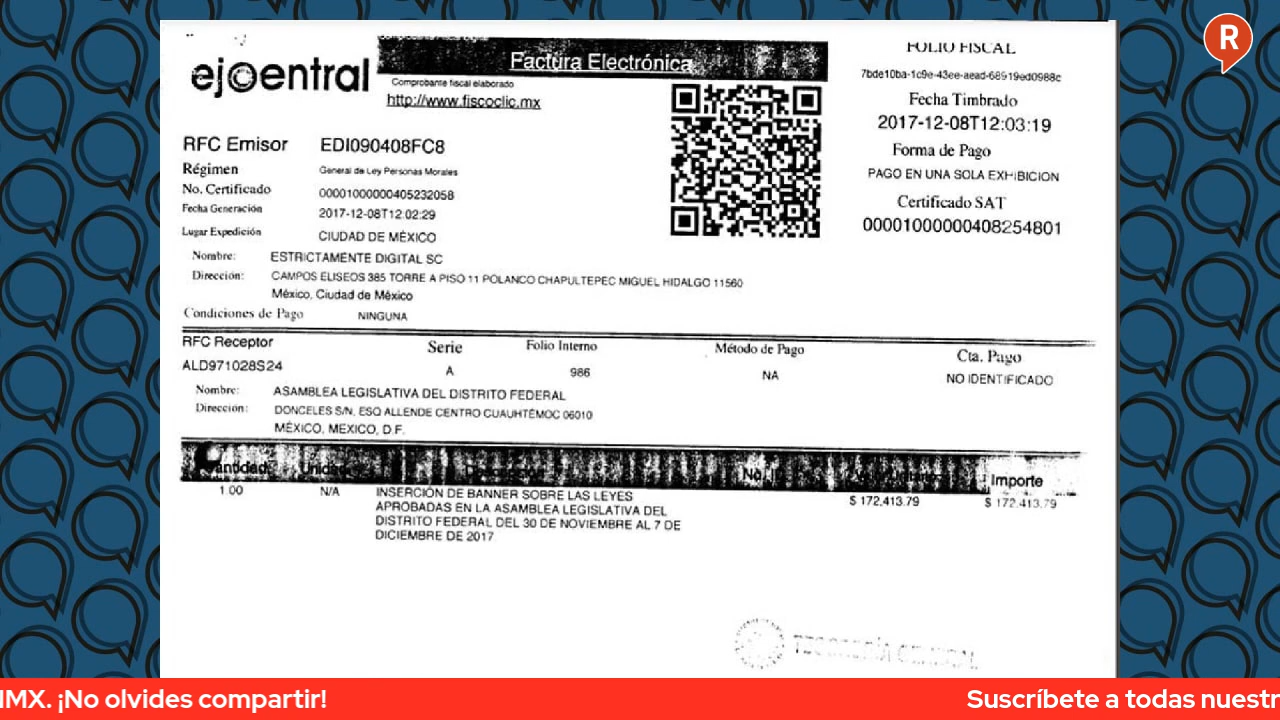 R
ejecentral
Factura Electrónica
Comprobante fiscal elaborado
http://www.fiscoclic.mx
FOLIO FISCAL
7bde10ba-1c9e-43ee-aead-68919ed0988c
Fecha Timbrado
2017-12-08T12:03:19
Forma de Pago
PAGO EN UNA SOLA EXHIBICION
Certificado SAT
00001000000408254801
RFC Emisor EDI090408FC8
Régimen General de Ley Personas Morales
No. Certificado 00001000000405232058
Fecha Generación 2017-12-08T12:02:29
Lugar Expedición CIUDAD DE MÉXICO
Nombre: ESTRICTAMENTE DIGITAL SC
Dirección: CAMPOS ELISEOS 385 TORRE A PISO 11 POLANCO CHAPULTEPEC MIGUEL HIDALGO 11560
México, Ciudad de México
Condiciones de Pago NINGUNA
RFC Receptor Serie Folio Interno Método de Pago Cta. Pago
ALD971028S24 A 986 NA NO IDENTIFICADO
Nombre: ASAMBLEA LEGISLATIVA DEL DISTRITO FEDERAL
Dirección: DONCELES S/N, ESQ ALLENDE CENTRO CUAUHTÉMOC 06010
MÉXICO, MEXICO, D.F.
Cantidad Unidad Descripción Importe
1.00 N/A INSERCIÓN DE BANNER SOBRE LAS LEYES $ 172,413.79 $ 172,413.79
APROBADAS EN LA ASAMBLEA LEGISLATIVA DEL
DISTRITO FEDERAL DEL 30 DE NOVIEMBRE AL 7 DE
DICIEMBRE DE 2017
MX. ¡No olvides compartir! Suscríbete a todas nuestr